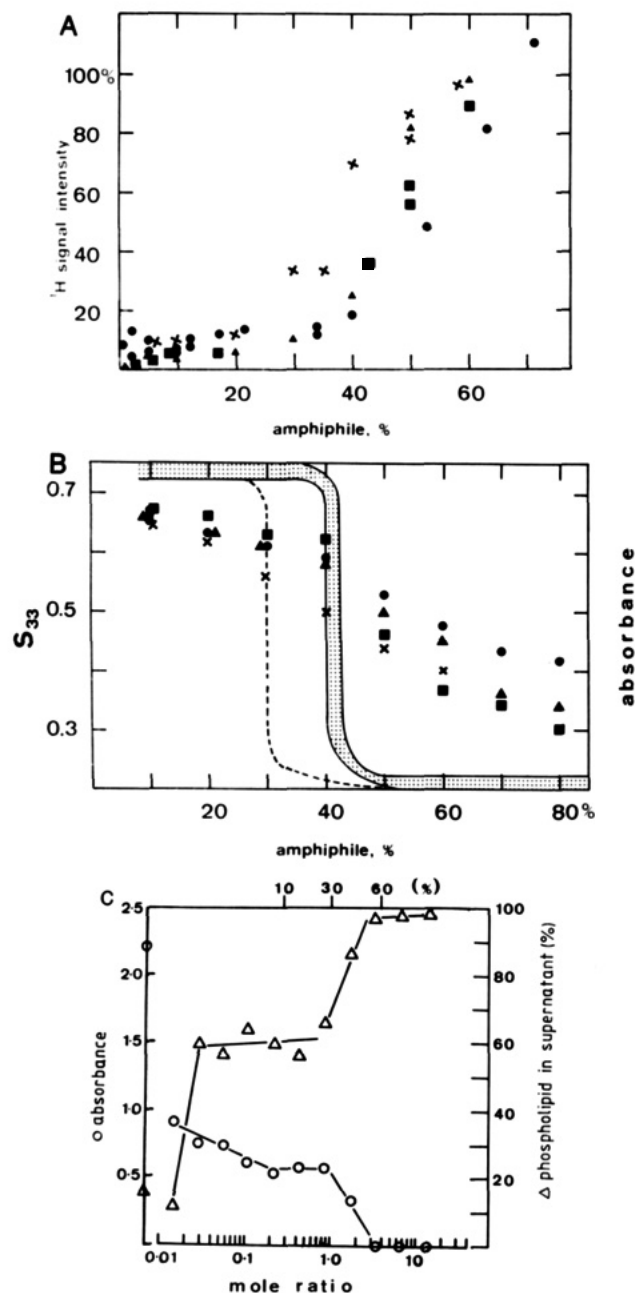 A
100%
80
60
40
20
¹H signal intensity
20 40 60
amphiphile, %
B
0.7
0.5
0.3
S₃₃
absorbance
20 40 60 80%
amphiphile, %
C
10 30 60 (%)
2·5
2·0
1·5
1·0
0·5
○ absorbance
100
80
60
40
20
△ phospholipid in supernatant (%)
0·01 0·1 1·0 10
mole ratio